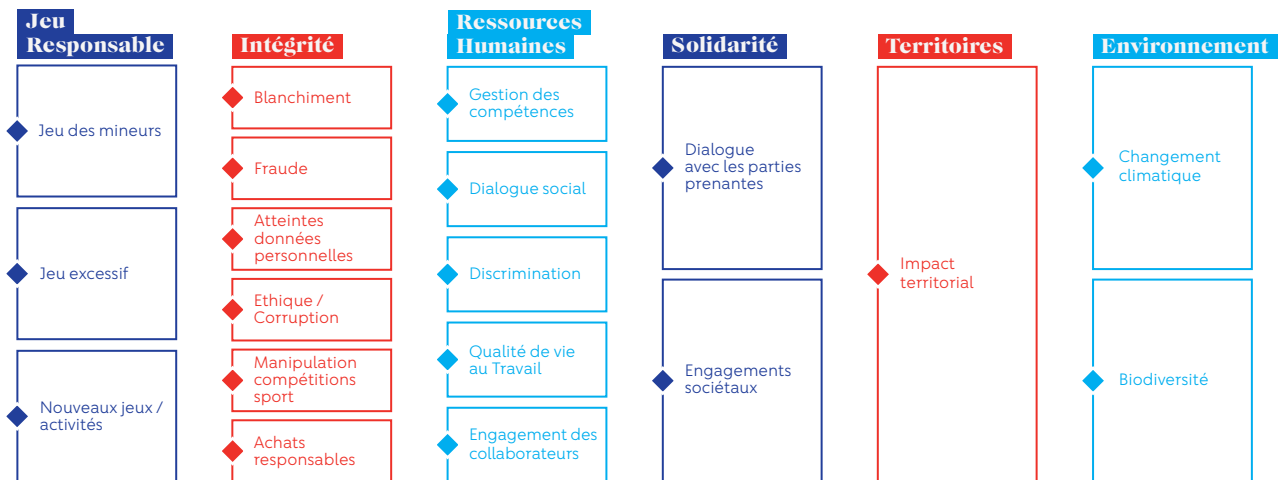 Jeu
Responsable
Jeu des mineurs
Jeu excessif
Nouveaux jeux /
activités
Intégrité
Blanchiment
Fraude
Atteintes
données
personnelles
Ethique /
Corruption
Manipulation
compétitions
sport
Achats
responsables
Ressources
Humaines
Gestion des
compétences
Dialogue social
Discrimination
Qualité de vie
au Travail
Engagement des
collaborateurs
Solidarité
Dialogue
avec les parties
prenantes
Engagements
sociétaux
Territoires
Impact
territorial
Environnement
Changement
climatique
Biodiversité